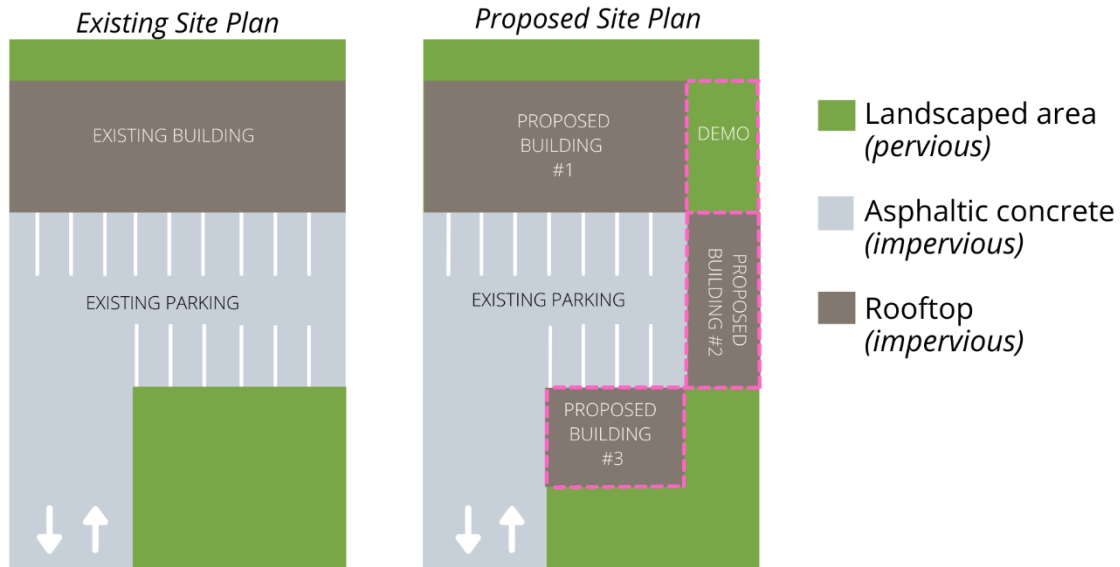 Existing Site Plan
EXISTING BUILDING
EXISTING PARKING
Proposed Site Plan
PROPOSED
BUILDING
#1
DEMO
EXISTING PARKING
PROPOSED
BUILDING #2
PROPOSED
BUILDING
#3
Landscaped area
(pervious)
Asphaltic concrete
(impervious)
Rooftop
(impervious)